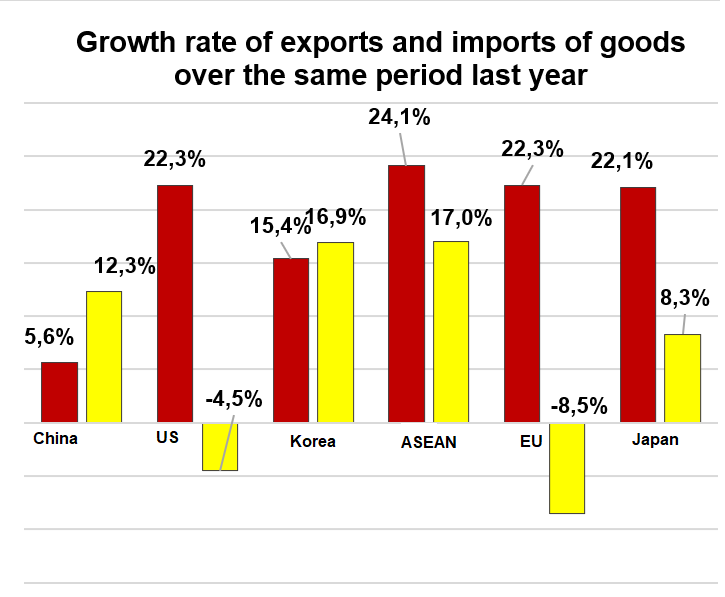 Growth rate of exports and imports of goods
over the same period last year
24,1%
22,3%
22,3%
22,1%
15,4%
16,9%
17,0%
12,3%
8,3%
5,6%
-4,5%
-8,5%
China
US
Korea
ASEAN
EU
Japan